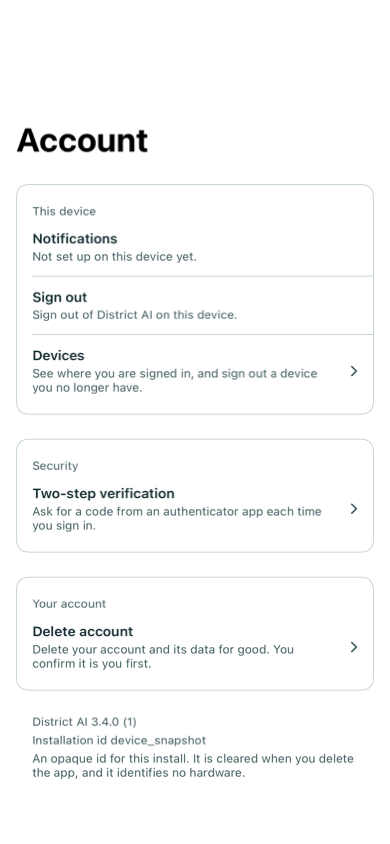 Account
This device
Notifications
Not set up on this device yet.
Sign out
Sign out of District AI on this device.
Devices
See where you are signed in, and sign out a device
you no longer have.
Security
Two-step verification
Ask for a code from an authenticator app each time
you sign in.
Your account
Delete account
Delete your account and its data for good. You
confirm it is you first.
District AI 3.4.0 (1)
Installation id device_snapshot
An opaque id for this install. It is cleared when you delete
the app, and it identifies no hardware.